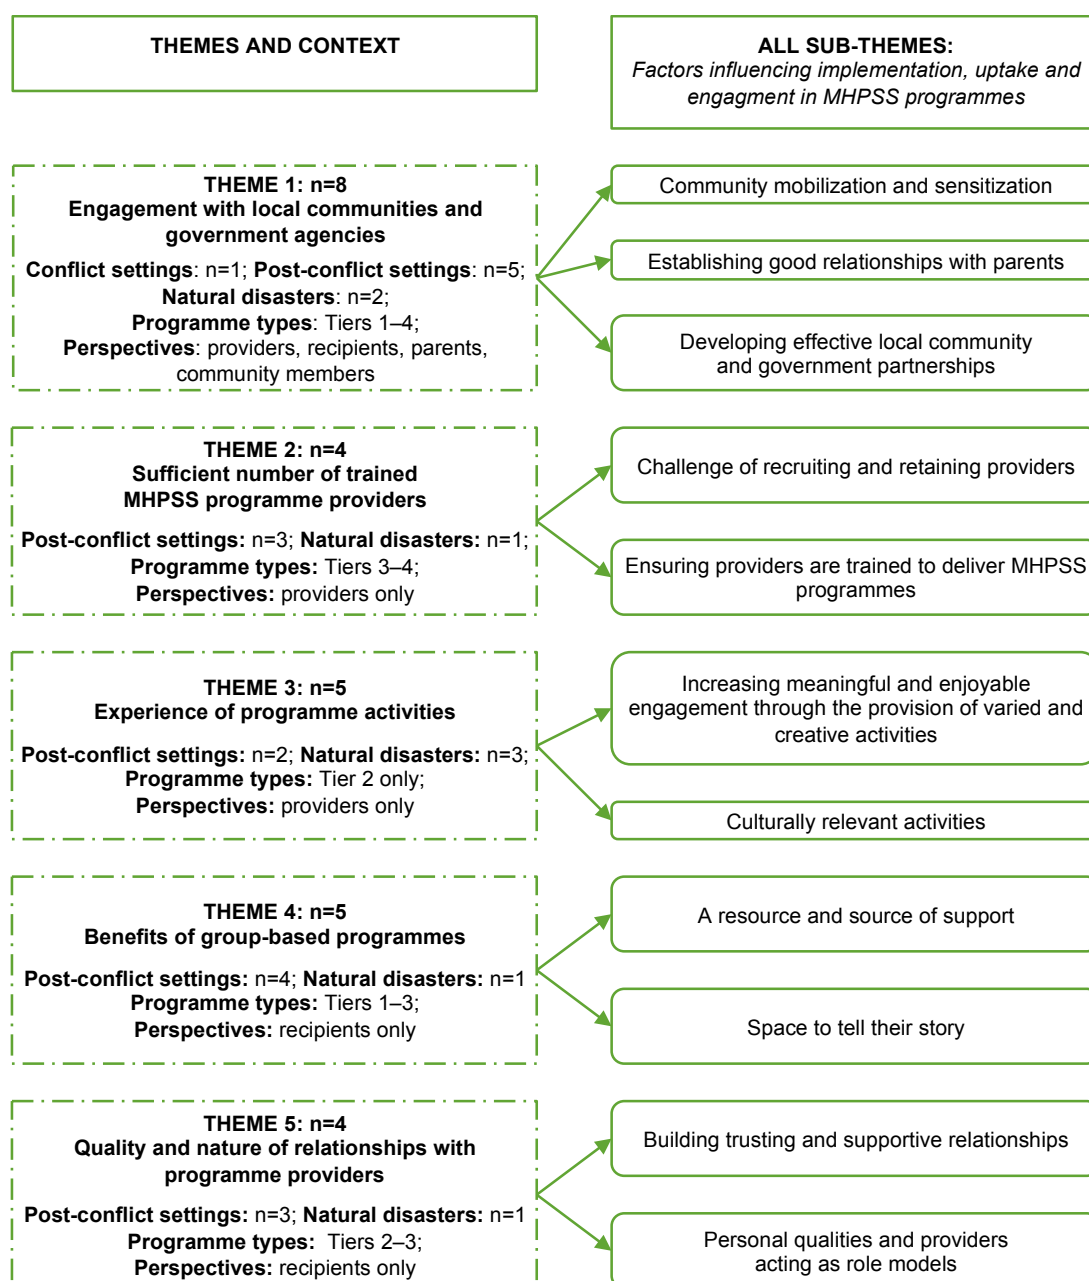 THEMES AND CONTEXT
ALL SUB-THEMES:
Factors influencing implementation, uptake and
engagment in MHPSS programmes
THEME 1: n=8
Engagement with local communities and
government agencies
Conflict settings: n=1; Post-conflict settings: n=5;
Natural disasters: n=2;
Programme types: Tiers 1–4;
Perspectives: providers, recipients, parents,
community members
Community mobilization and sensitization
Establishing good relationships with parents
Developing effective local community
and government partnerships
THEME 2: n=4
Sufficient number of trained
MHPSS programme providers
Post-conflict settings: n=3; Natural disasters: n=1;
Programme types: Tiers 3–4;
Perspectives: providers only
Challenge of recruiting and retaining providers
Ensuring providers are trained to deliver MHPSS
programmes
THEME 3: n=5
Experience of programme activities
Post-conflict settings: n=2; Natural disasters: n=3;
Programme types: Tier 2 only;
Perspectives: providers only
Increasing meaningful and enjoyable
engagement through the provision of varied and
creative activities
Culturally relevant activities
THEME 4: n=5
Benefits of group-based programmes
Post-conflict settings: n=4; Natural disasters: n=1
Programme types: Tiers 1–3;
Perspectives: recipients only
A resource and source of support
Space to tell their story
THEME 5: n=4
Quality and nature of relationships with
programme providers
Post-conflict settings: n=3; Natural disasters: n=1
Programme types: Tiers 2–3;
Perspectives: recipients only
Building trusting and supportive relationships
Personal qualities and providers
acting as role models